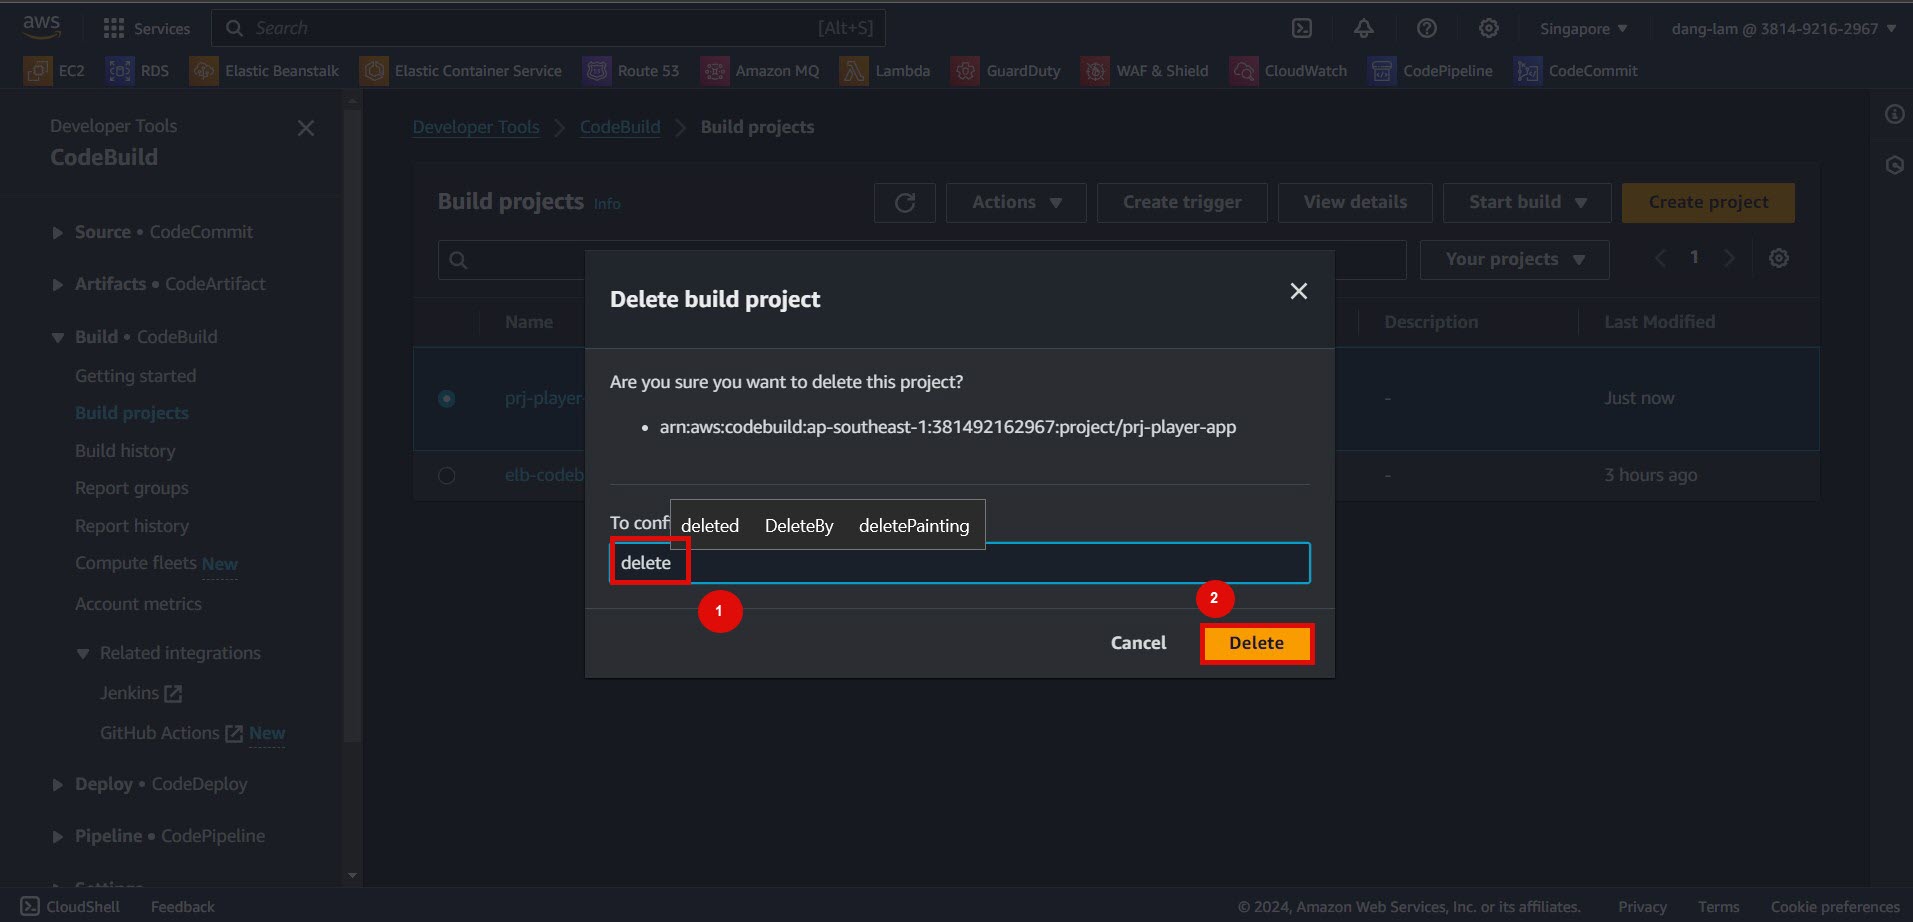 aws Services Search [Alt+S] Singapore dang-lam @ 3814-9216-2967
EC2 RDS Elastic Beanstalk Elastic Container Service Route 53 Amazon MQ Lambda GuardDuty WAF & Shield CloudWatch CodePipeline CodeCommit
Developer Tools
CodeBuild
Source • CodeCommit
Artifacts • CodeArtifact
Build • CodeBuild
Getting started
Build projects
Build history
Report groups
Report history
Compute fleets New
Account metrics
Related integrations
Jenkins
GitHub Actions New
Deploy • CodeDeploy
Pipeline • CodePipeline
Developer Tools CodeBuild Build projects
Build projects Info Actions Create trigger View details Start build Create project
Your projects 1
Name Description Last Modified
prj-player- - Just now
elb-codeb - 3 hours ago
Delete build project
Are you sure you want to delete this project?
• arn:aws:codebuild:ap-southeast-1:381492162967:project/prj-player-app
To conf
deleted DeleteBy deletePainting
delete
1
2
Cancel Delete
CloudShell Feedback © 2024, Amazon Web Services, Inc. or its affiliates. Privacy Terms Cookie preferences